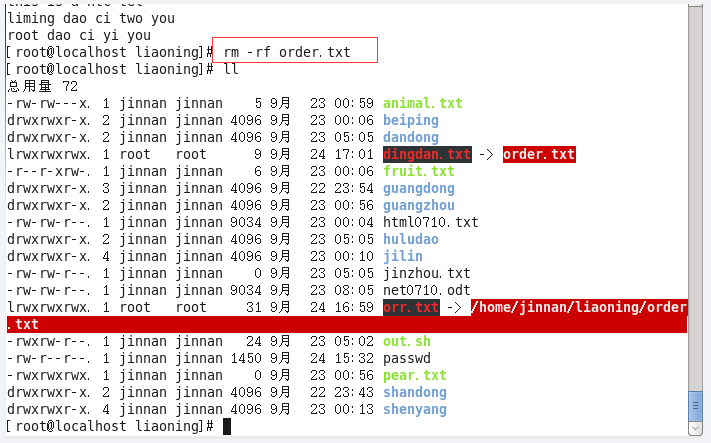 this is a htc tet
liming dao ci two you
root dao ci yi you
[root@localhost liaoning]# rm -rf order.txt
[root@localhost liaoning]# ll
总用量 72
-rw-rw---x. 1 jinnan jinnan    5 9月  23 00:59 animal.txt
drwxrwxr-x. 2 jinnan jinnan 4096 9月  23 00:06 beiping
drwxrwxr-x. 2 jinnan jinnan 4096 9月  23 05:05 dandong
lrwxrwxrwx. 1 root   root      9 9月  24 17:01 dingdan.txt -> order.txt
-r--r-xrw-. 1 jinnan jinnan    6 9月  23 00:06 fruit.txt
drwxrwxr-x. 3 jinnan jinnan 4096 9月  22 23:54 guangdong
drwxrwxr-x. 2 jinnan jinnan 4096 9月  23 00:56 guangzhou
-rw-rw-r--. 1 jinnan jinnan 9034 9月  23 00:04 html0710.txt
drwxrwxr-x. 2 jinnan jinnan 4096 9月  23 05:05 huludao
drwxrwxr-x. 4 jinnan jinnan 4096 9月  23 00:10 jilin
-rw-rw-r--. 1 jinnan jinnan    0 9月  23 05:05 jinzhou.txt
-rw-rw-r--. 1 jinnan jinnan 9034 9月  23 08:05 net0710.odt
lrwxrwxrwx. 1 root   root     31 9月  24 16:59 orr.txt -> /home/jinnan/liaoning/order
.txt
-rwxrw-r--. 1 jinnan jinnan   24 9月  23 05:02 out.sh
-rw-r--r--. 1 jinnan jinnan 1450 9月  24 15:32 passwd
-rwxrwxrwx. 1 jinnan jinnan    0 9月  23 00:56 pear.txt
drwxrwxr-x. 2 jinnan jinnan 4096 9月  22 23:43 shandong
drwxrwxr-x. 4 jinnan jinnan 4096 9月  23 00:13 shenyang
[root@localhost liaoning]#